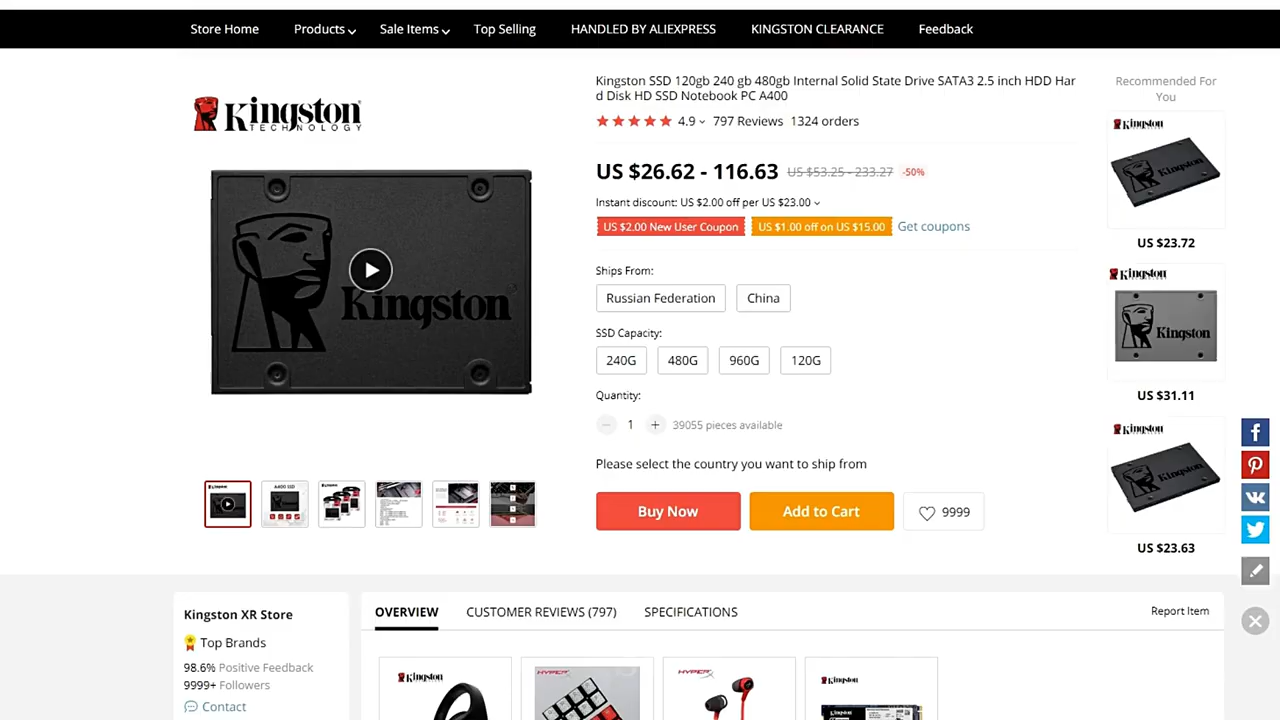 Store Home Products Sale Items Top Selling HANDLED BY ALIEXPRESS KINGSTON CLEARANCE Feedback
Kingston
TECHNOLOGY
Kingston
Kingston SSD 120gb 240 gb 480gb Internal Solid State Drive SATA3 2.5 inch HDD Har
d Disk HD SSD Notebook PC A400
4.9 797 Reviews 1324 orders
US $26.62 - 116.63 US $53.25 - 233.27 -50%
Instant discount: US $2.00 off per US $23.00
US $2.00 New User Coupon US $1.00 off on US $15.00 Get coupons
Ships From:
Russian Federation China
SSD Capacity:
240G 480G 960G 120G
Quantity:
1 39055 pieces available
Please select the country you want to ship from
Buy Now Add to Cart 9999
Recommended For
You
Kingston
Kingston
US $23.72
Kingston
Kingston
US $31.11
Kingston
Kingston
US $23.63
Kingston XR Store
Top Brands
98.6% Positive Feedback
9999+ Followers
Contact
OVERVIEW CUSTOMER REVIEWS (797) SPECIFICATIONS Report Item
Kingston HYPERX HYPERX Kingston